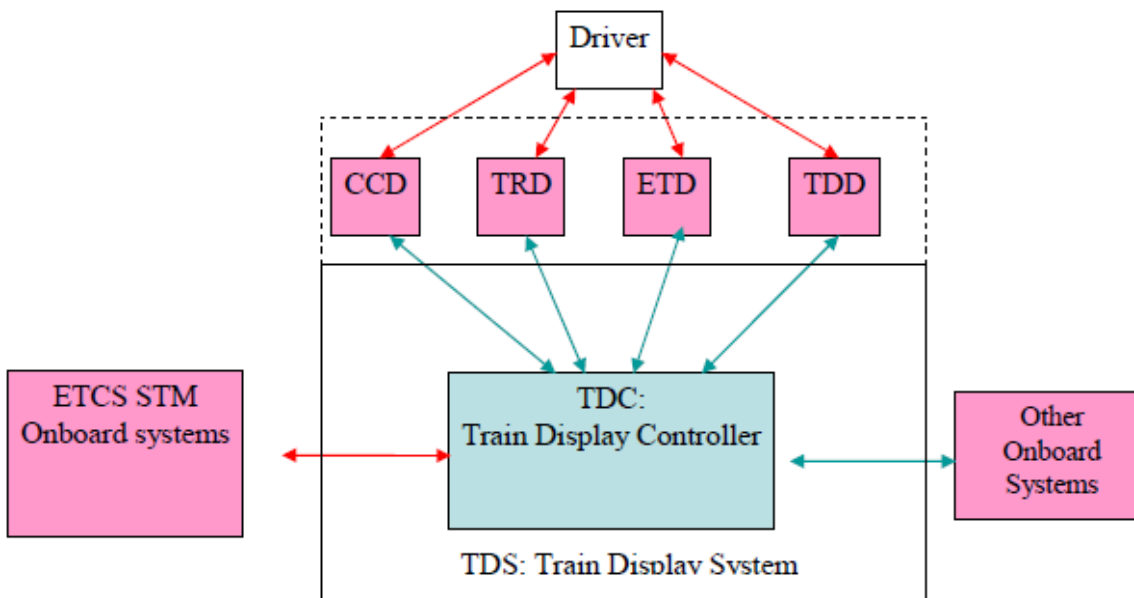 Driver
CCD
TRD
ETD
TDD
ETCS STM
Onboard systems
TDC:
Train Display Controller
Other
Onboard
Systems
TDS: Train Display System